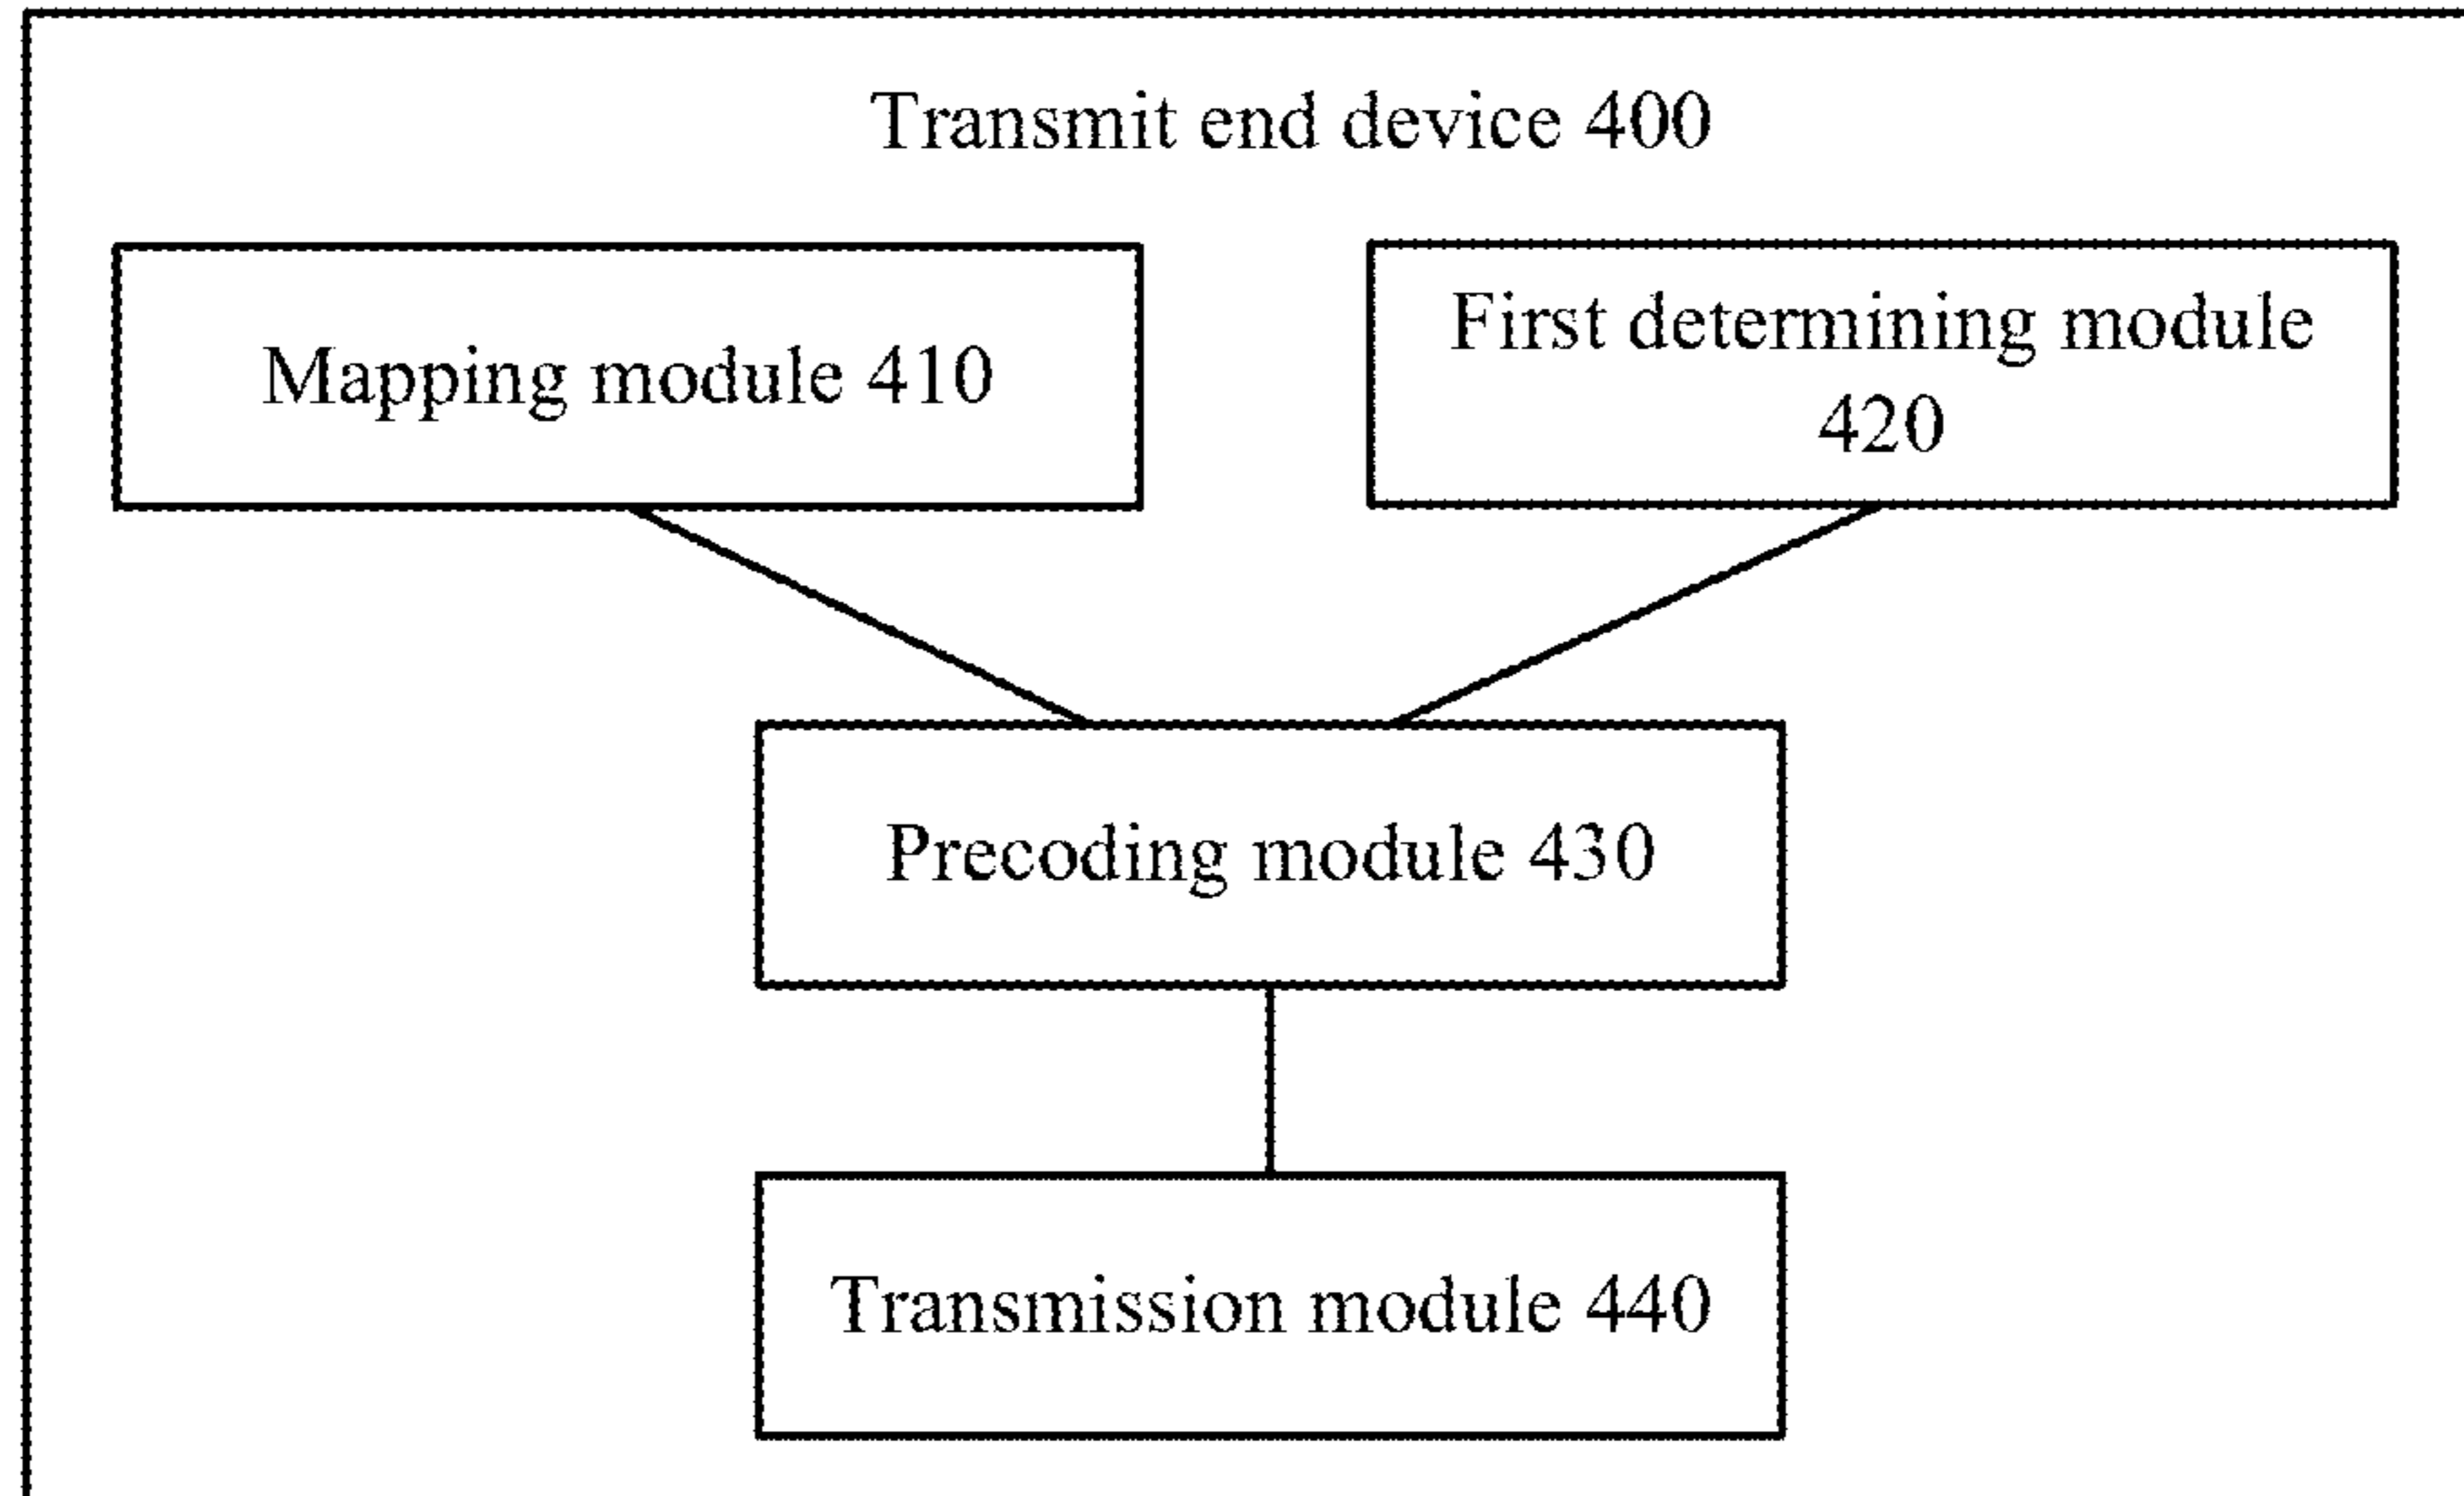 Transmit end device 400
Mapping module 410
First determining module
420
Precoding module 430
Transmission module 440